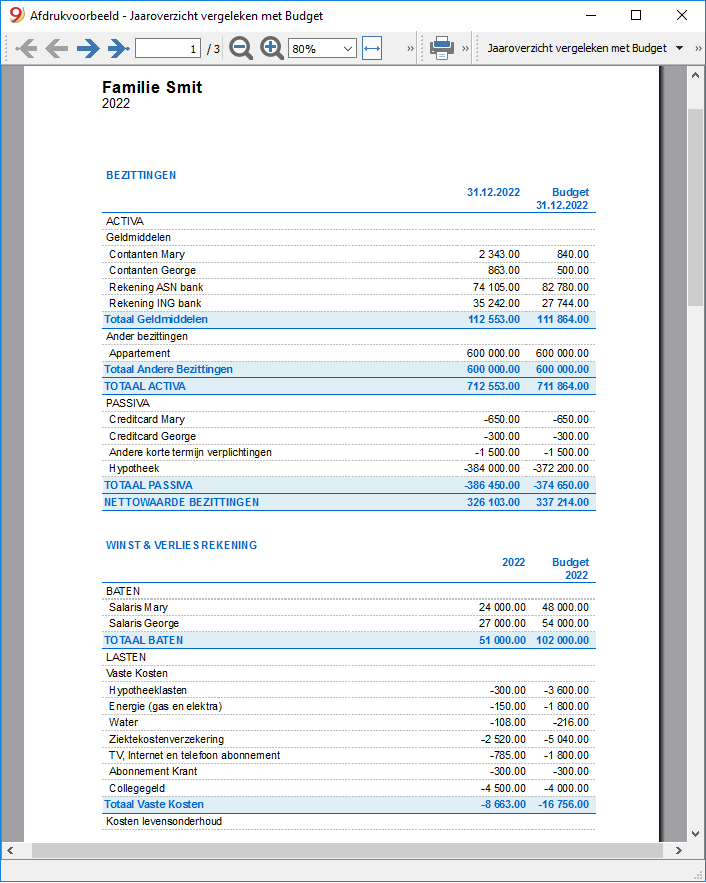 Afdrukvoorbeeld - Jaaroverzicht vergeleken met Budget
1 / 3 80% » » Jaaroverzicht vergeleken met Budget »
Familie Smit
2022
BEZITTINGEN
31.12.2022 Budget
31.12.2022
ACTIVA
Geldmiddelen
Contanten Mary 2 343.00 840.00
Contanten George 863.00 500.00
Rekening ASN bank 74 105.00 82 780.00
Rekening ING bank 35 242.00 27 744.00
Totaal Geldmiddelen 112 553.00 111 864.00
Ander bezittingen
Appartement 600 000.00 600 000.00
Totaal Andere Bezittingen 600 000.00 600 000.00
TOTAAL ACTIVA 712 553.00 711 864.00
PASSIVA
Creditcard Mary -650.00 -650.00
Creditcard George -300.00 -300.00
Andere korte termijn verplichtingen -1 500.00 -1 500.00
Hypotheek -384 000.00 -372 200.00
TOTAAL PASSIVA -386 450.00 -374 650.00
NETTOWAARDE BEZITTINGEN 326 103.00 337 214.00
WINST & VERLIES REKENING
2022 Budget
2022
BATEN
Salaris Mary 24 000.00 48 000.00
Salaris George 27 000.00 54 000.00
TOTAAL BATEN 51 000.00 102 000.00
LASTEN
Vaste Kosten
Hypotheeklasten -300.00 -3 600.00
Energie (gas en elektra) -150.00 -1 800.00
Water -108.00 -216.00
Ziektekostenverzekering -2 520.00 -5 040.00
TV, Internet en telefoon abonnement -785.00 -1 800.00
Abonnement Krant -300.00 -300.00
Collegegeld -4 500.00 -4 000.00
Totaal Vaste Kosten -8 663.00 -16 756.00
Kosten levensonderhoud